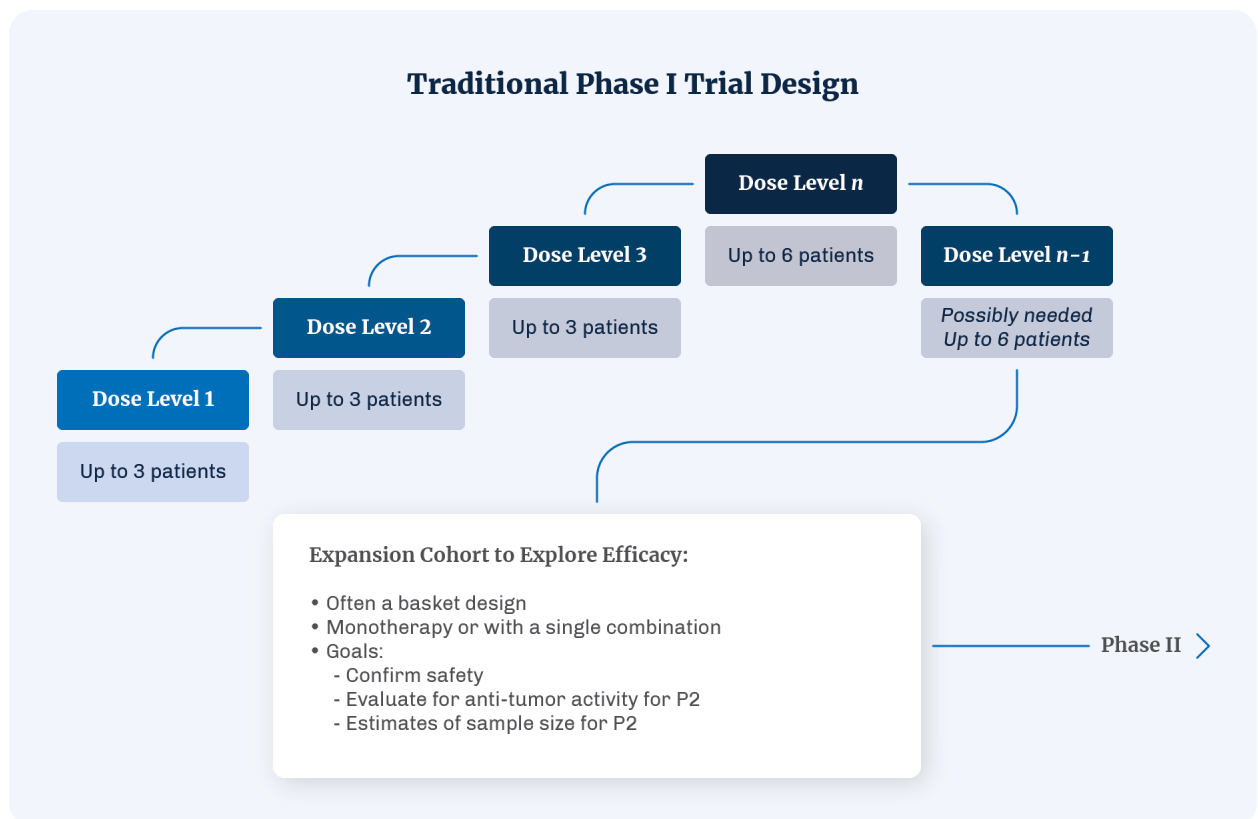 Traditional Phase I Trial Design
Dose Level 1
Up to 3 patients
Dose Level 2
Up to 3 patients
Dose Level 3
Up to 3 patients
Dose Level n
Up to 6 patients
Dose Level n-1
Possibly needed
Up to 6 patients
Expansion Cohort to Explore Efficacy:
• Often a basket design
• Monotherapy or with a single combination
• Goals:
- Confirm safety
- Evaluate for anti-tumor activity for P2
- Estimates of sample size for P2
Phase II